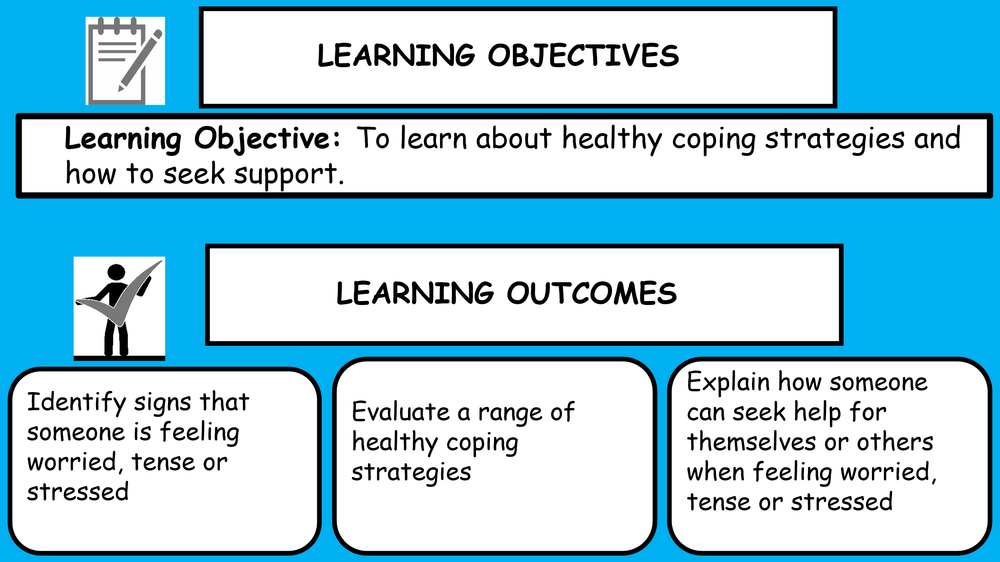 LEARNING OBJECTIVES
Learning Objective: To learn about healthy coping strategies and
how to seek support.
LEARNING OUTCOMES
Identify signs that
someone is feeling
worried, tense or
stressed
Evaluate a range of
healthy coping
strategies
Explain how someone
can seek help for
themselves or others
when feeling worried,
tense or stressed